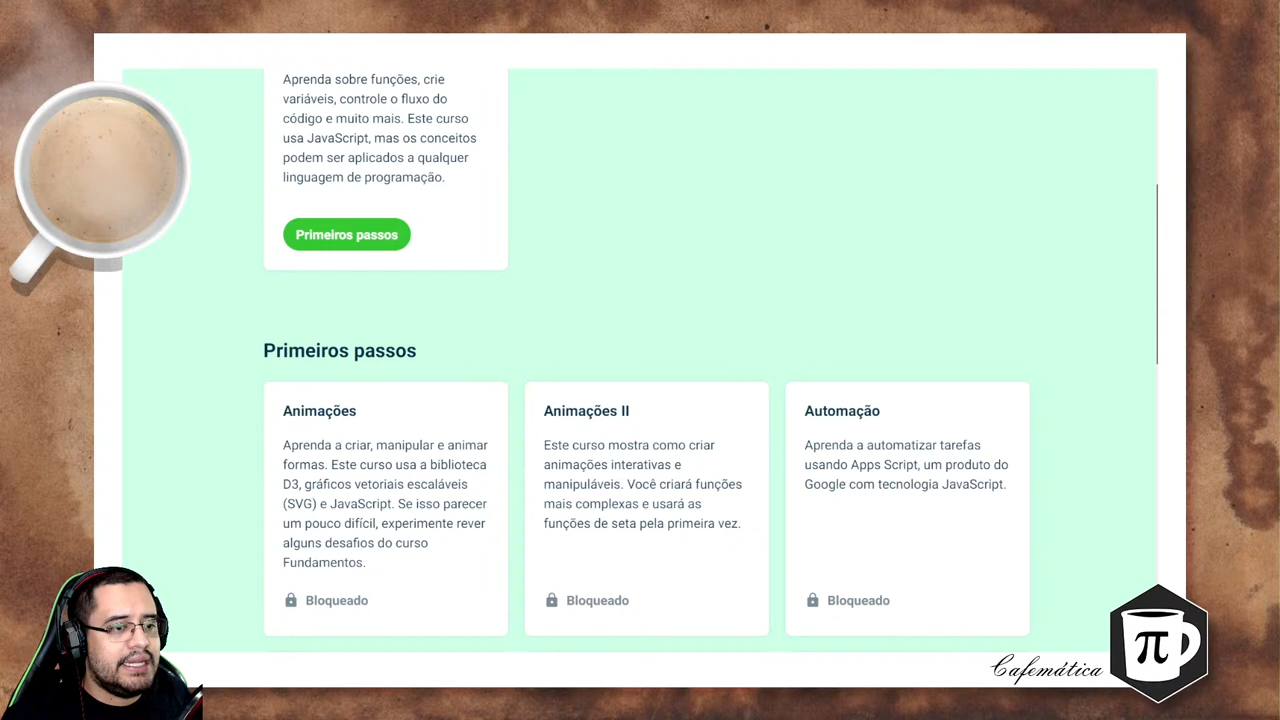 Aprenda sobre funções, crie
variáveis, controle o fluxo do
código e muito mais. Este curso
usa JavaScript, mas os conceitos
podem ser aplicados a qualquer
linguagem de programação.
Primeiros passos
Primeiros passos
Animações
Aprenda a criar, manipular e animar
formas. Este curso usa a biblioteca
D3, gráficos vetoriais escaláveis
(SVG) e JavaScript. Se isso parecer
um pouco difícil, experimente rever
alguns desafios do curso
Fundamentos.
Bloqueado
Animações II
Este curso mostra como criar
animações interativas e
manipuláveis. Você criará funções
mais complexas e usará as
funções de seta pela primeira vez.
Bloqueado
Automação
Aprenda a automatizar tarefas
usando Apps Script, um produto do
Google com tecnologia JavaScript.
Bloqueado
Cafemática
π